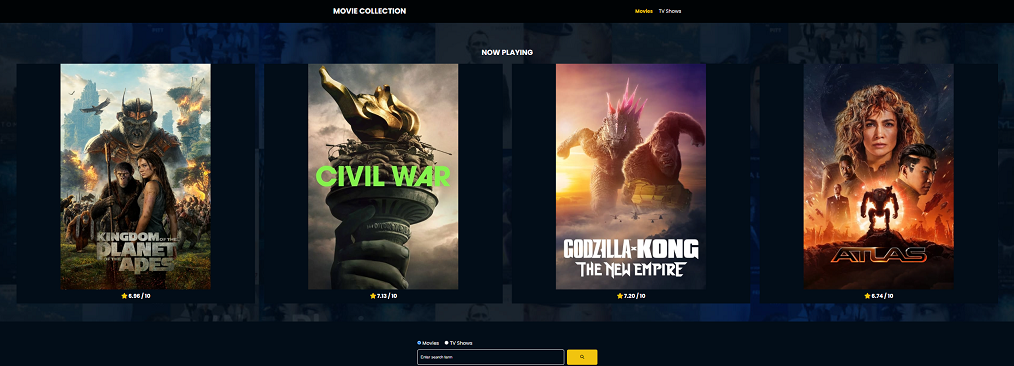 MOVIE COLLECTION
Movies TV Shows
NOW PLAYING
KINGDOM OF THE
PLANET
OF THE APES
CIVIL WAR
GODZILLA x KONG
THE NEW EMPIRE
ATLAS
6.96 / 10
7.13 / 10
7.20 / 10
6.74 / 10
Movies TV Shows
Enter search term